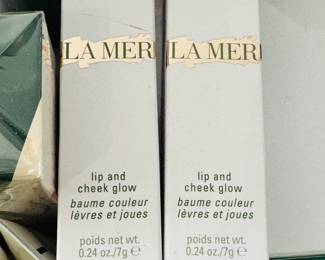 LA MER
lip and
cheek glow
baume couleur
lèvres et joues
poids net wt.
0.24 oz./7g ℮
LA MER
lip and
cheek glow
baume couleur
lèvres et joues
poids net wt.
0.24 oz./7g ℮